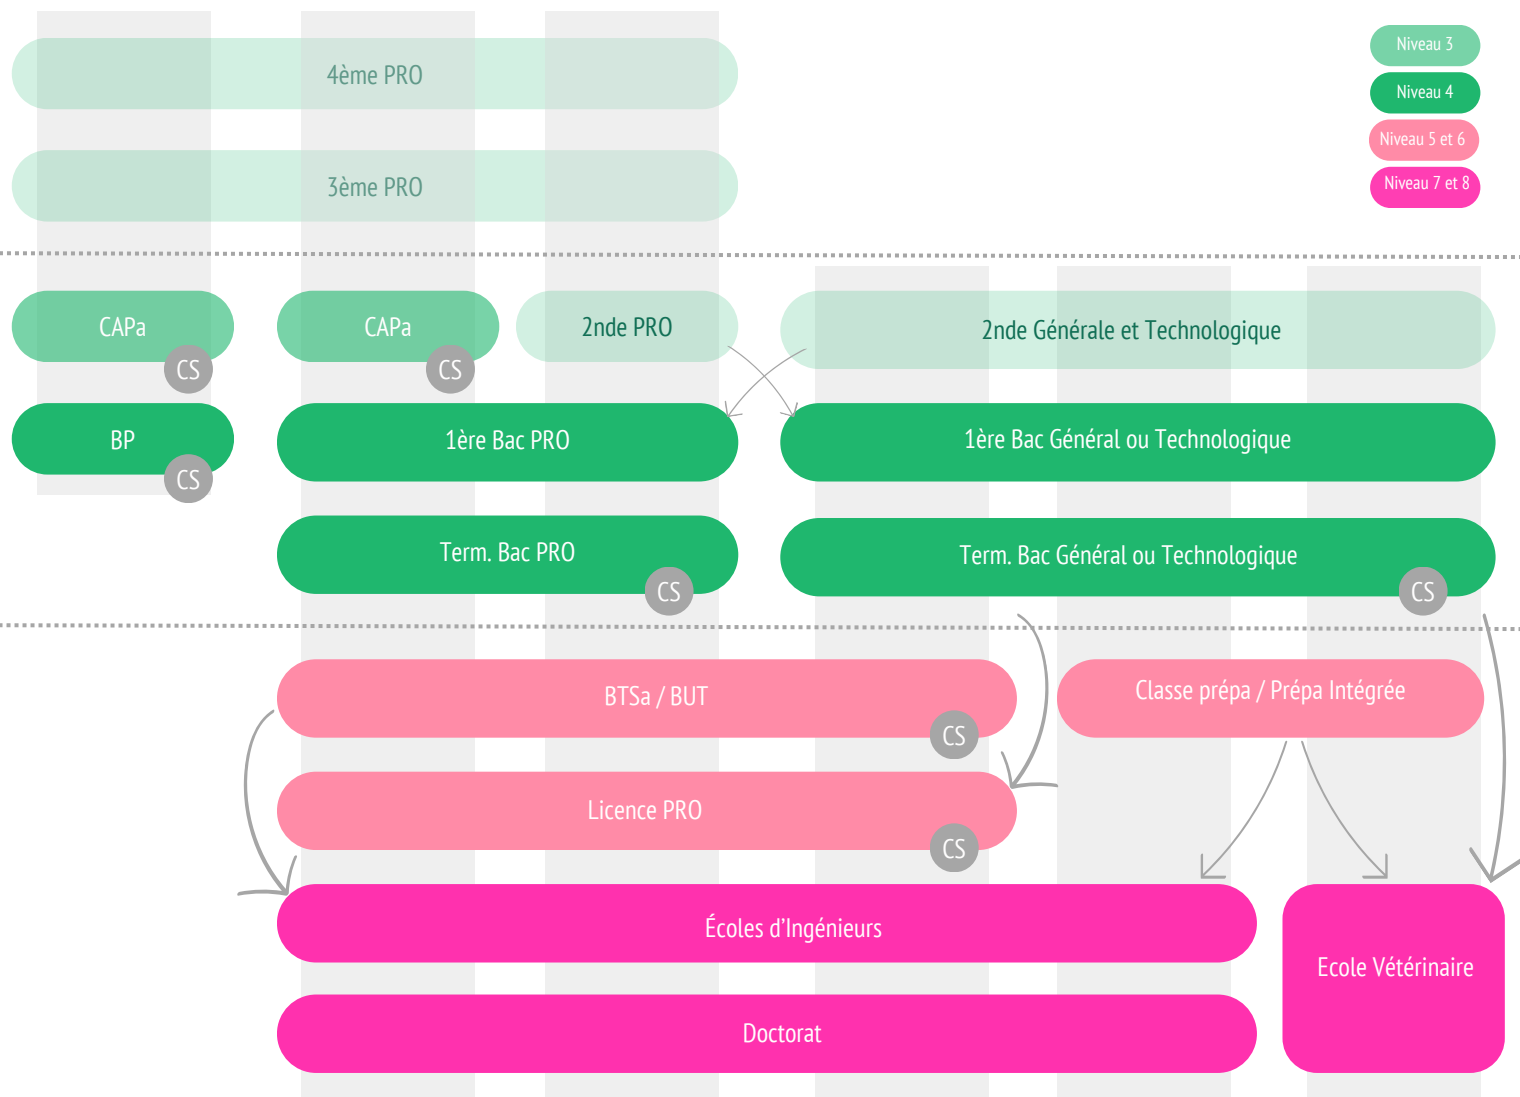 4ème PRO
3ème PRO
Niveau 3
Niveau 4
Niveau 5 et 6
Niveau 7 et 8
CAPa
CS
CAPa
CS
2nde PRO
2nde Générale et Technologique
BP
CS
1ère Bac PRO
1ère Bac Général ou Technologique
Term. Bac PRO
CS
Term. Bac Général ou Technologique
CS
BTSa / BUT
CS
Classe prépa / Prépa Intégrée
Licence PRO
CS
Écoles d’Ingénieurs
Ecole Vétérinaire
Doctorat